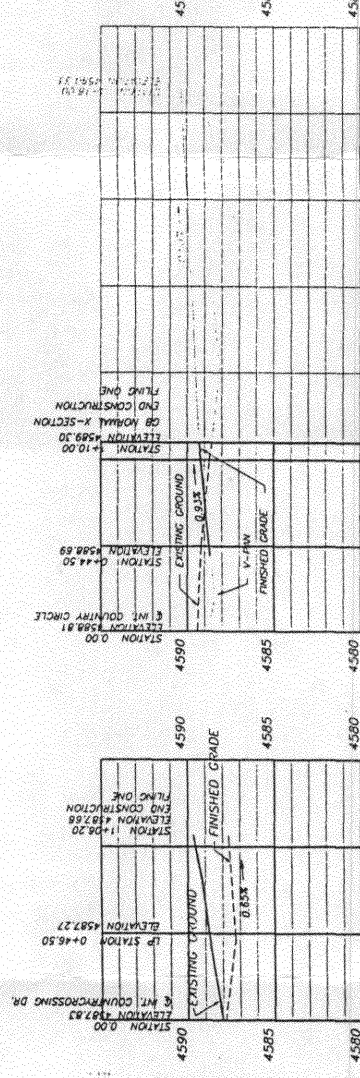 STATION 0.00
ELEVATION 4587.83
℄ INT. COUNTRYCROSSING DR.
LP STATION 0+46.50
ELEVATION 4587.27
STATION 1+06.20
ELEVATION 4587.68
END CONSTRUCTION
FILING ONE
EXISTING GROUND
FINISHED GRADE
0.65%
4590
4585
4580
4590
4585
4580
STATION 0.00
ELEVATION 4588.81
℄ INT. COUNTRY CIRCLE
STATION 0+44.50
ELEVATION 4588.69
STATION 1+10.00
ELEVATION 4589.30
GB NORMAL X-SECTION
END CONSTRUCTION
FILING ONE
EXISTING GROUND
0.93%
V-PAN
FINISHED GRADE